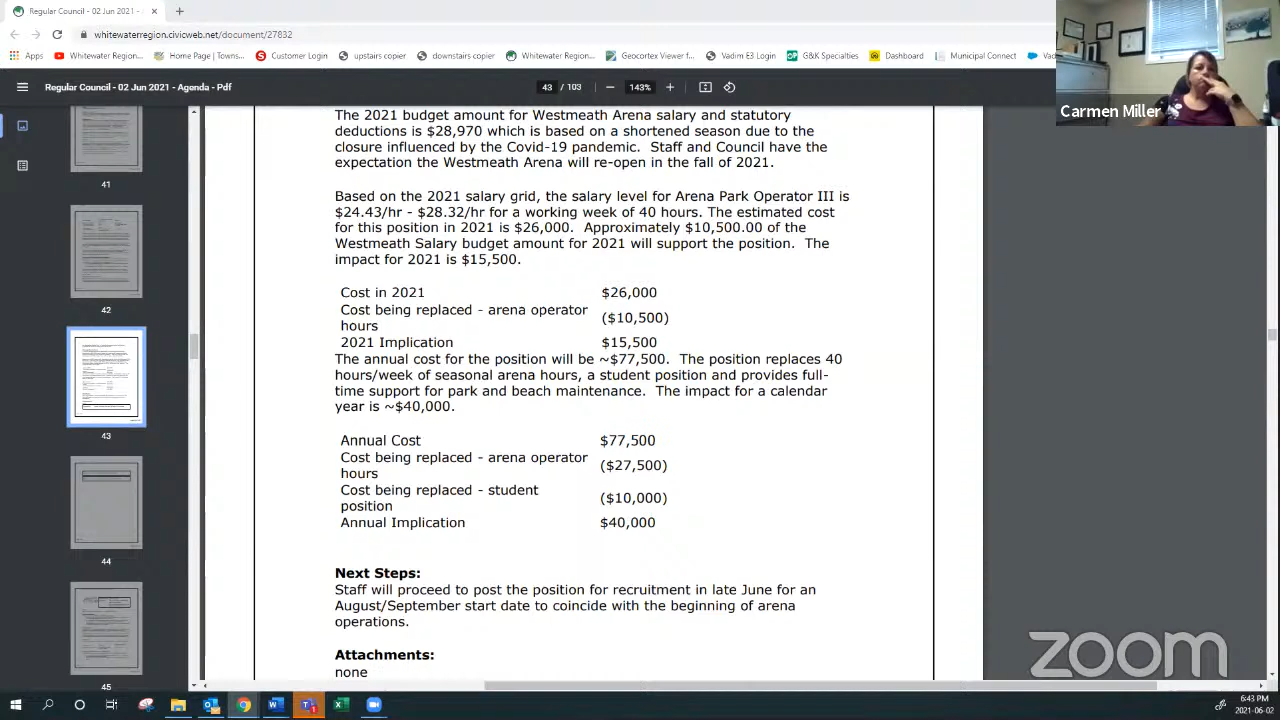 Regular Council - 02 Jun 2021 -
whitewaterregion.civicweb.net/document/27832
Apps
Whitewater Region...
Home Page | Towns...
Customer Login
upstairs copier
downstairs copier
Whitewater Region...
Geocortex Viewer f...
Vadim E3 Login
G&K Specialties
Dashboard
Municipal Connect
Vad
Carmen Miller
Regular Council - 02 Jun 2021 - Agenda - Pdf
43 / 103
143%
41
42
43
44
45
The 2021 budget amount for Westmeath Arena salary and statutory
deductions is $28,970 which is based on a shortened season due to the
closure influenced by the Covid-19 pandemic. Staff and Council have the
expectation the Westmeath Arena will re-open in the fall of 2021.
Based on the 2021 salary grid, the salary level for Arena Park Operator III is
$24.43/hr - $28.32/hr for a working week of 40 hours. The estimated cost
for this position in 2021 is $26,000. Approximately $10,500.00 of the
Westmeath Salary budget amount for 2021 will support the position. The
impact for 2021 is $15,500.
Cost in 2021 $26,000
Cost being replaced - arena operator
hours ($10,500)
2021 Implication $15,500
The annual cost for the position will be ~$77,500. The position replaces 40
hours/week of seasonal arena hours, a student position and provides full-
time support for park and beach maintenance. The impact for a calendar
year is ~$40,000.
Annual Cost $77,500
Cost being replaced - arena operator
hours ($27,500)
Cost being replaced - student
position ($10,000)
Annual Implication $40,000
Next Steps:
Staff will proceed to post the position for recruitment in late June for an
August/September start date to coincide with the beginning of arena
operations.
Attachments:
none
zoom
6:43 PM
2021-06-02